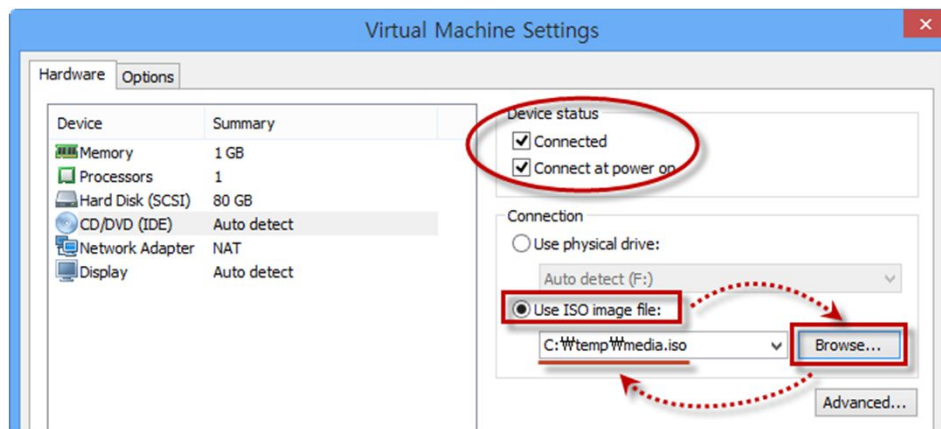 Virtual Machine Settings
Hardware Options
Device Summary
Memory 1 GB
Processors 1
Hard Disk (SCSI) 80 GB
CD/DVD (IDE) Auto detect
Network Adapter NAT
Display Auto detect
Device status
Connected
Connect at power on
Connection
Use physical drive:
Auto detect (F:)
Use ISO image file:
C:₩temp₩media.iso Browse...
Advanced...